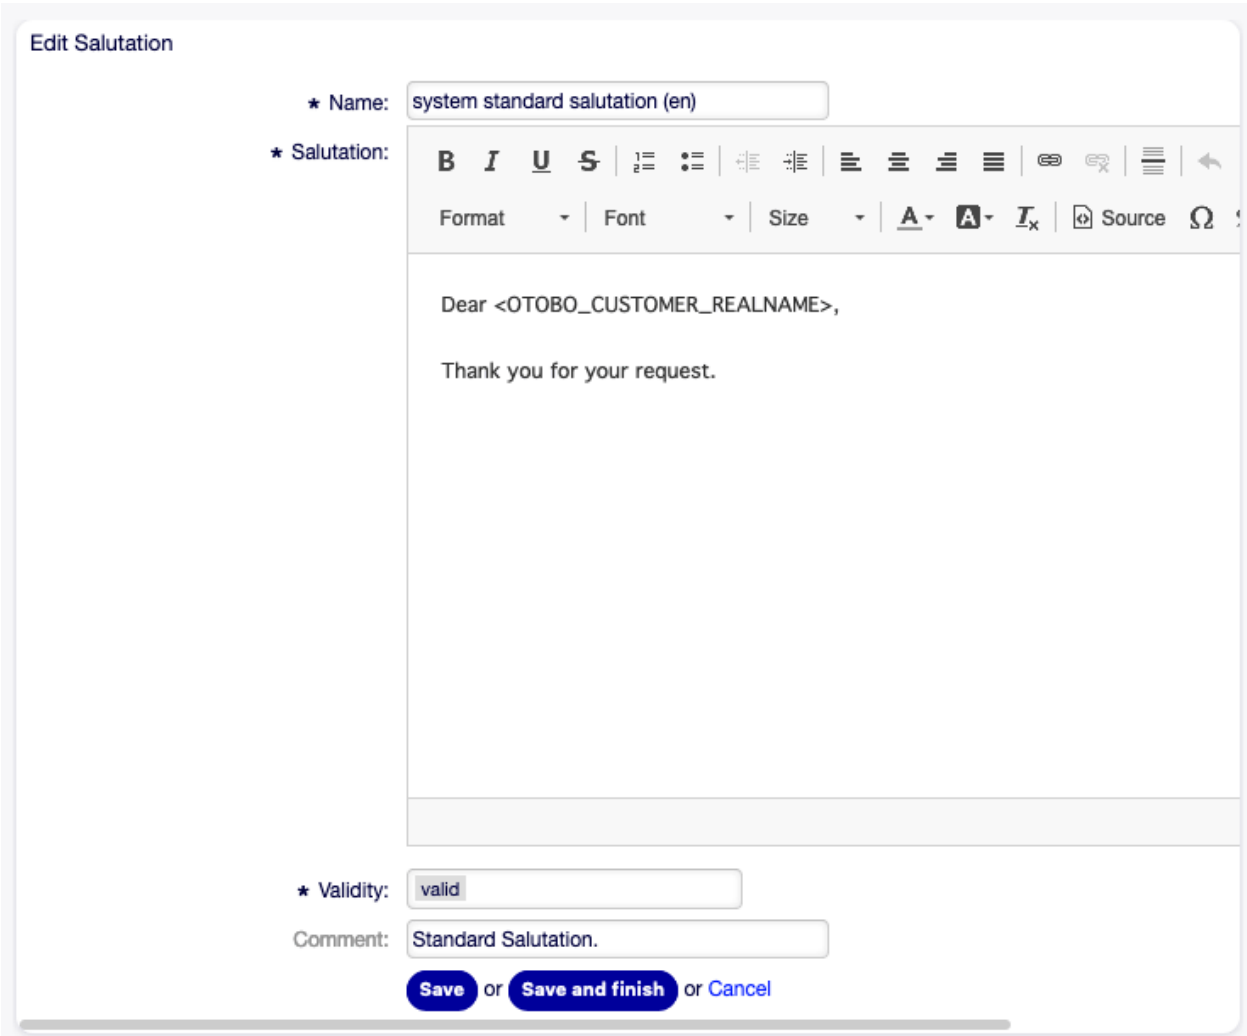 Edit Salutation
★ Name: system standard salutation (en)
★ Salutation:
B I U S
Format Font Size A A Tx Source Ω
Dear <OTOBO_CUSTOMER_REALNAME>,
Thank you for your request.
★ Validity: valid
Comment: Standard Salutation.
Save or Save and finish or Cancel